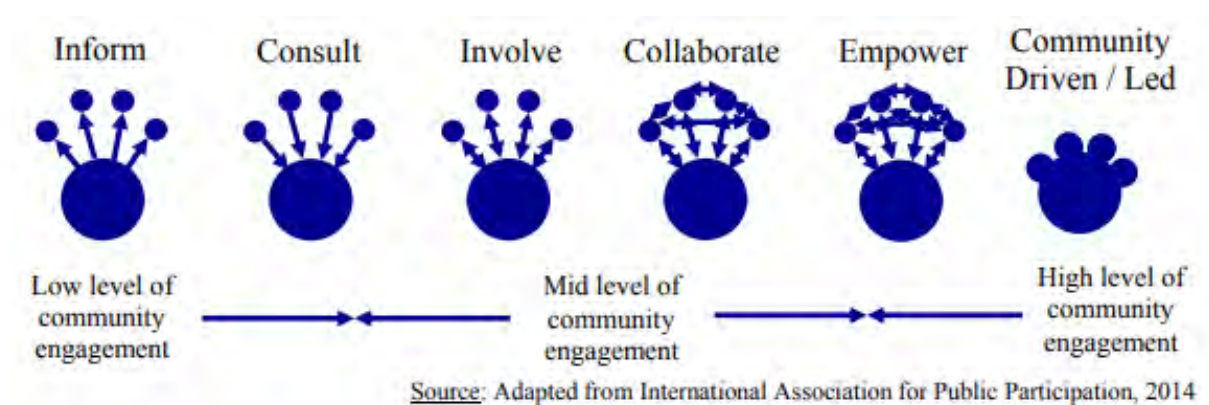 Inform
Consult
Involve
Collaborate
Empower
Community
Driven / Led
Low level of
community
engagement
Mid level of
community
engagement
High level of
community
engagement
Source: Adapted from International Association for Public Participation, 2014